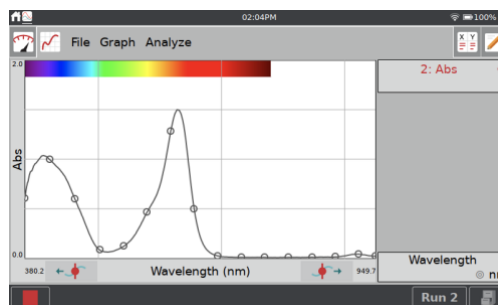 02:04PM
100%
File Graph Analyze
X Y
2.0
2: Abs
Abs
0.0
380.2
Wavelength (nm)
949.7
Wavelength
Run 2